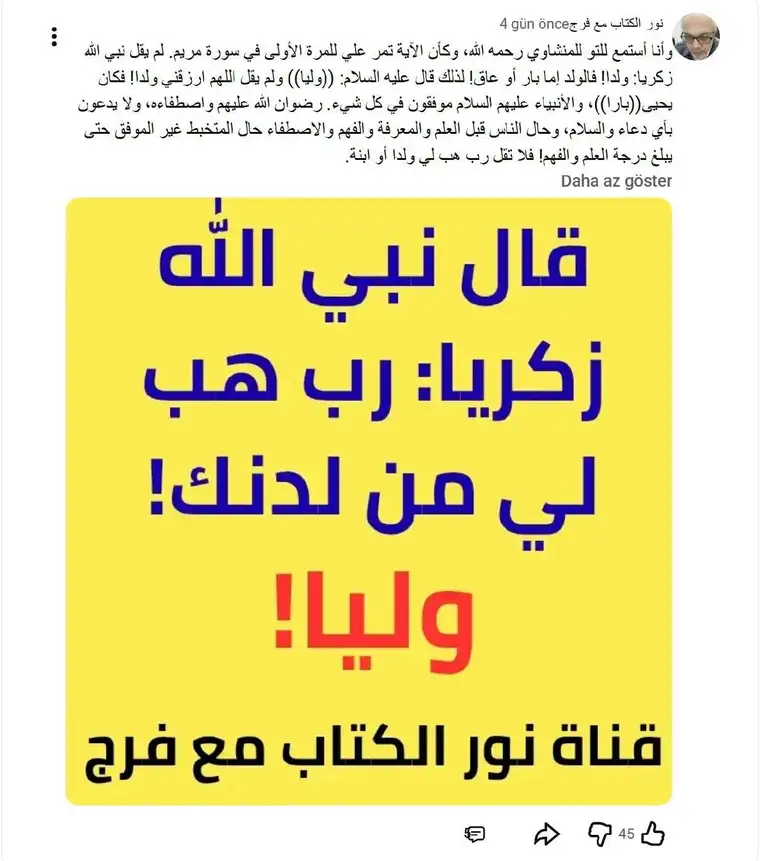 نور الكتاب مع فرج 4 gün önce
وأنا أستمع للتو للمنشاوي رحمه الله، وكأن الآية تمر علي للمرة الأولى في سورة مريم. لم يقل نبي الله
زكريا: ولدا! فالولد إما بار أو عاق! لذلك قال عليه السلام: ((وليا)) ولم يقل اللهم ارزقني ولدا! فكان
يحيى((بارا))، والأنبياء عليهم السلام موفقون في كل شيء. رضوان الله عليهم واصطفاءه، ولا يدعون
بأي دعاء والسلام، وحال الناس قبل العلم والمعرفة والفهم والاصطفاء حال المتخبط غير الموفق حتى
يبلغ درجة العلم والفهم! فلا تقل رب هب لي ولدا أو ابنة.
Daha az göster
قال نبي الله
زكريا: رب هب
لي من لدنك!
وليا!
قناة نور الكتاب مع فرج
45
5